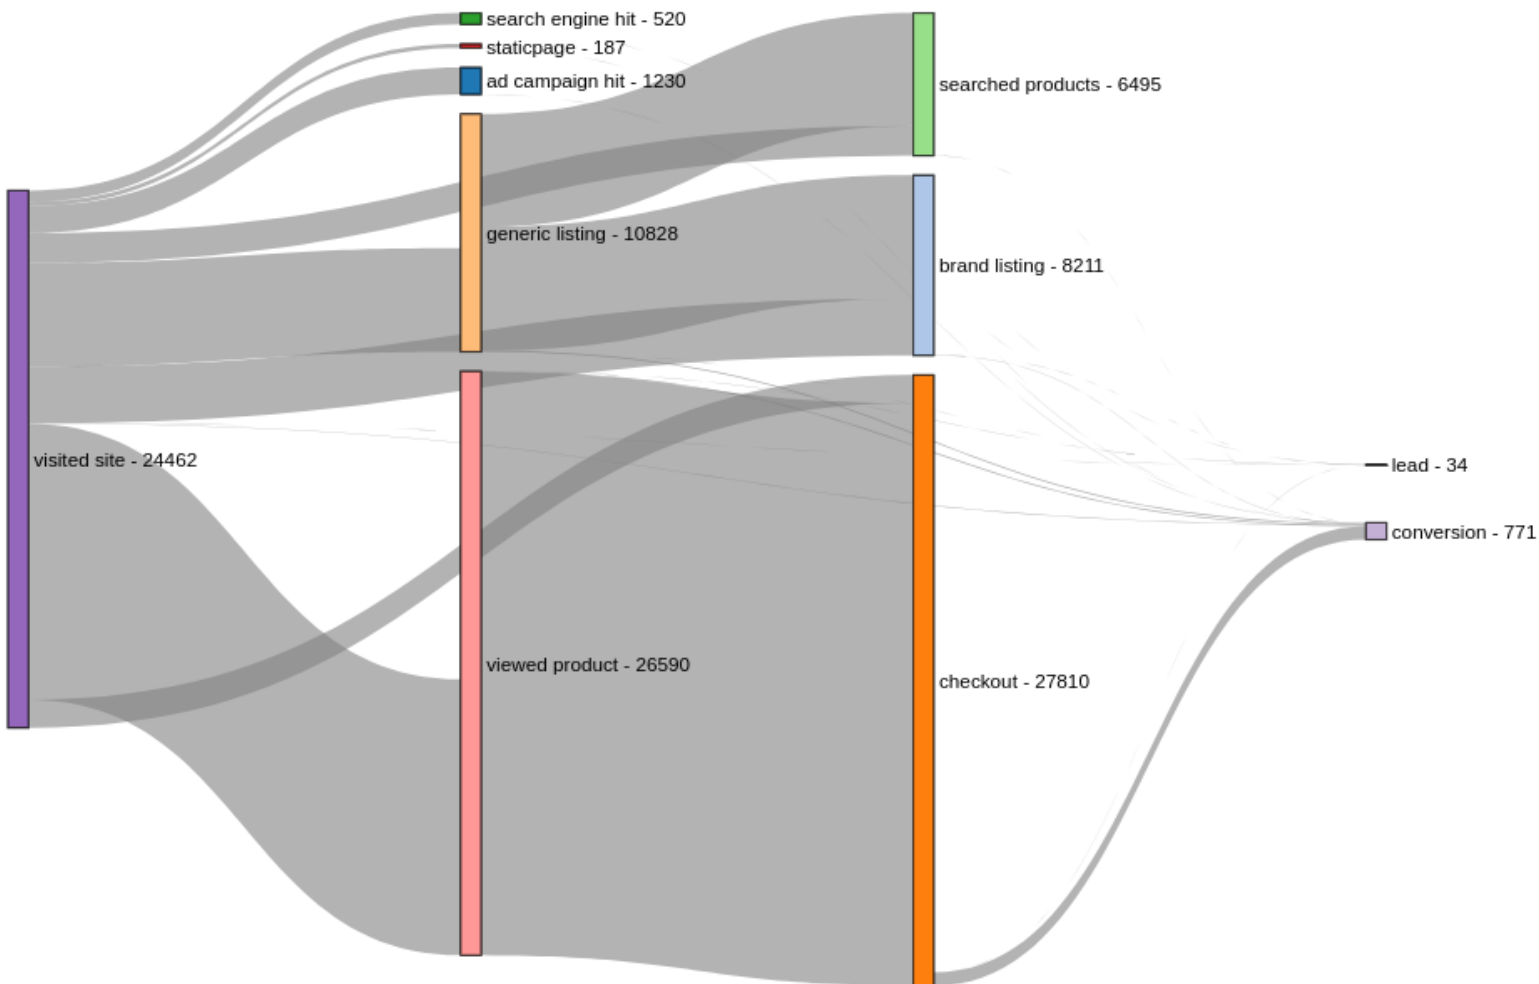 search engine hit - 520
staticpage - 187
ad campaign hit - 1230
searched products - 6495
generic listing - 10828
brand listing - 8211
visited site - 24462
lead - 34
conversion - 771
viewed product - 26590
checkout - 27810